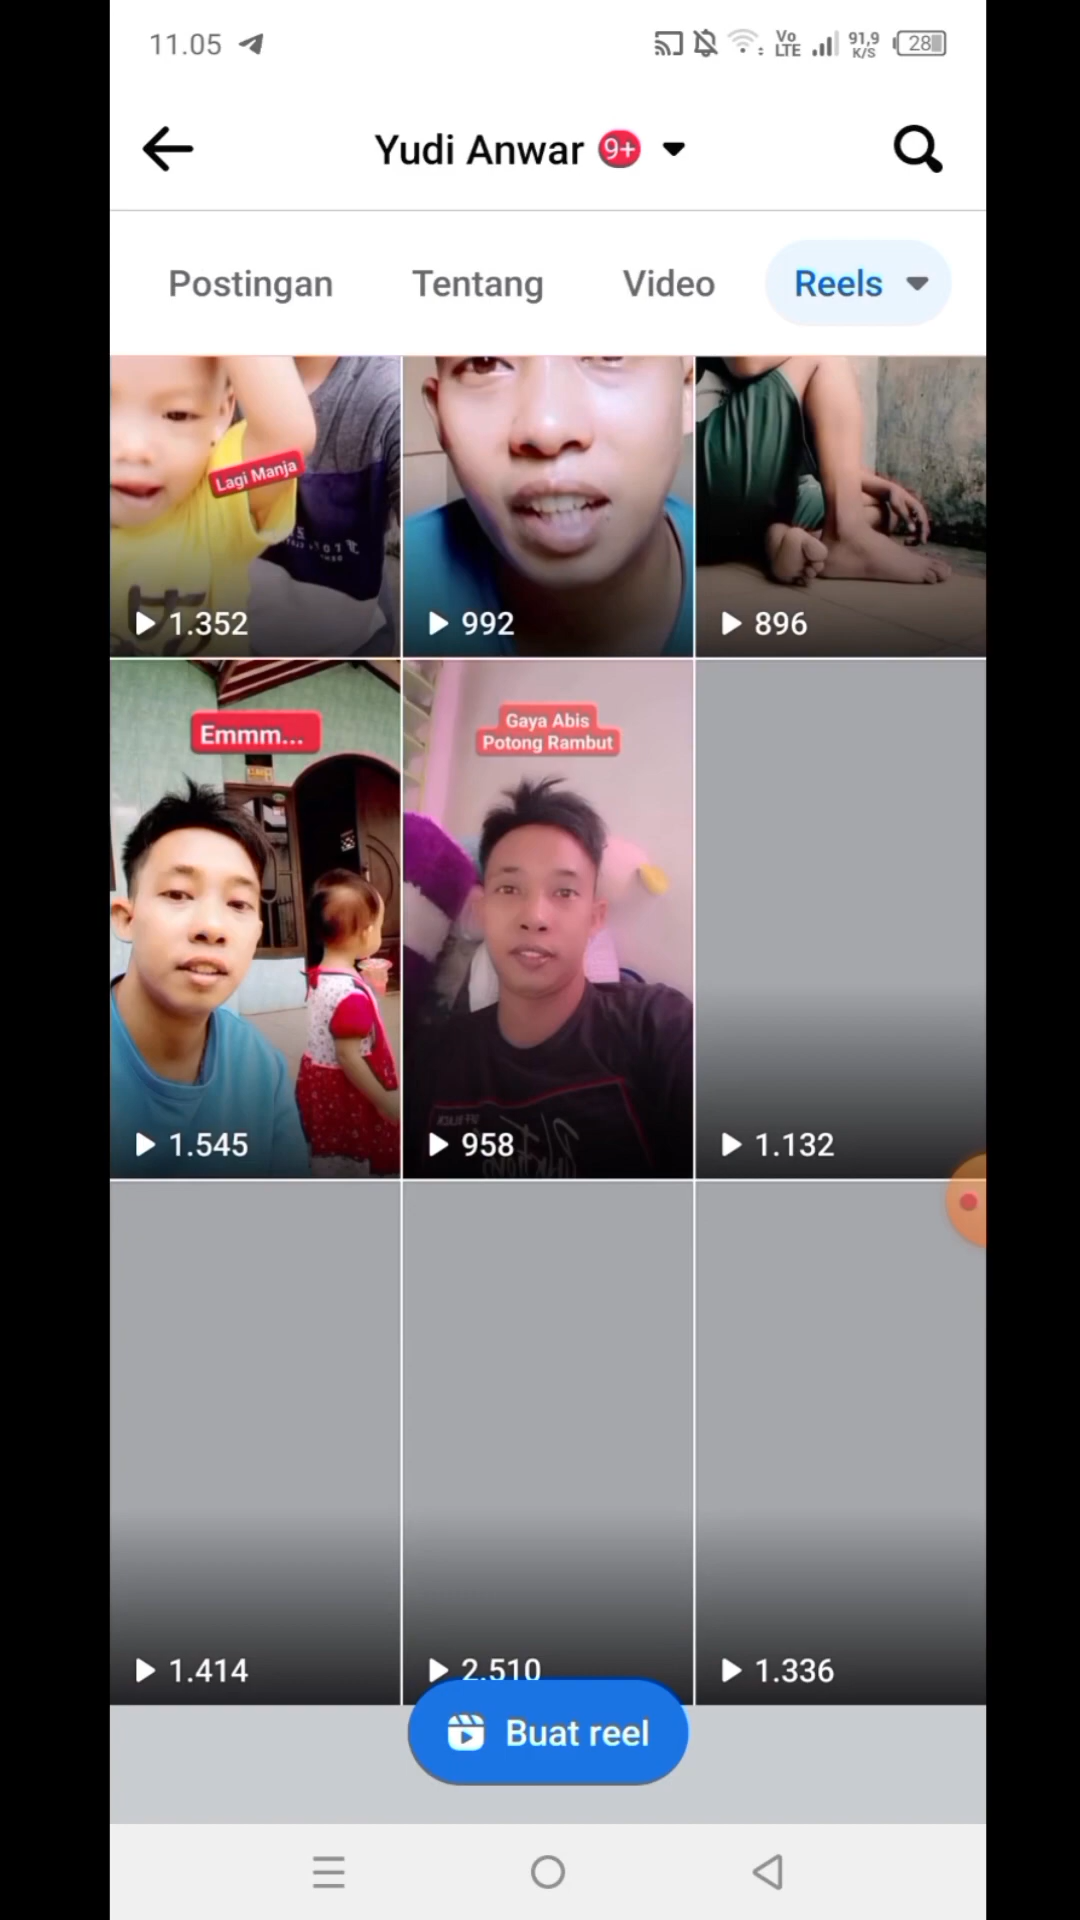 11.05
Vo LTE
91,9 K/S
28
Yudi Anwar 9+
Postingan Tentang Video Reels
Lagi Manja
1.352
992
896
Emmm...
Gaya Abis
Potong Rambut
1.545
958
1.132
1.414
2.510
1.336
Buat reel